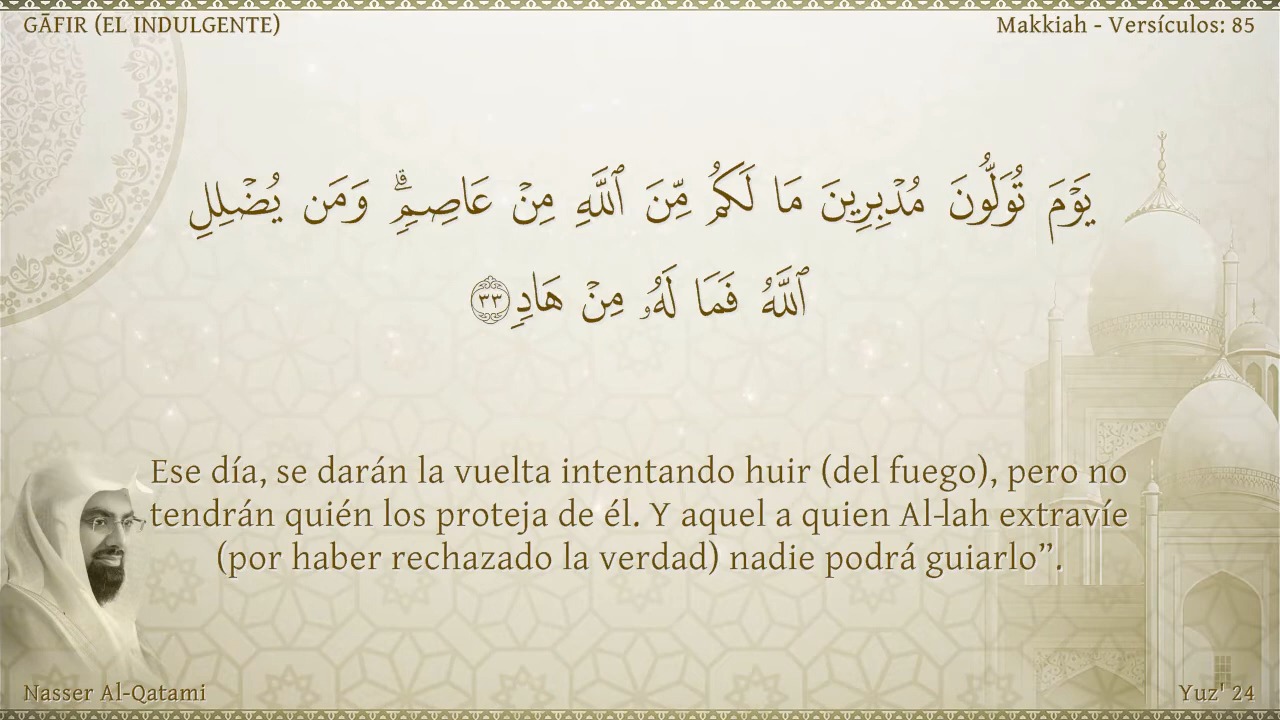 GĀFIR (EL INDULGENTE)
Makkiah - Versículos: 85
يَوْمَ تُوَلُّونَ مُدْبِرِينَ مَا لَكُم مِّنَ ٱللَّهِ مِنْ عَاصِمٍۗ وَمَن يُضْلِلِ
ٱللَّهُ فَمَا لَهُۥ مِنْ هَادٍ ٣٣
Ese día, se darán la vuelta intentando huir (del fuego), pero no
tendrán quién los proteja de él. Y aquel a quien Al-lah extravíe
(por haber rechazado la verdad) nadie podrá guiarlo”.
Nasser Al-Qatami
Yuz' 24